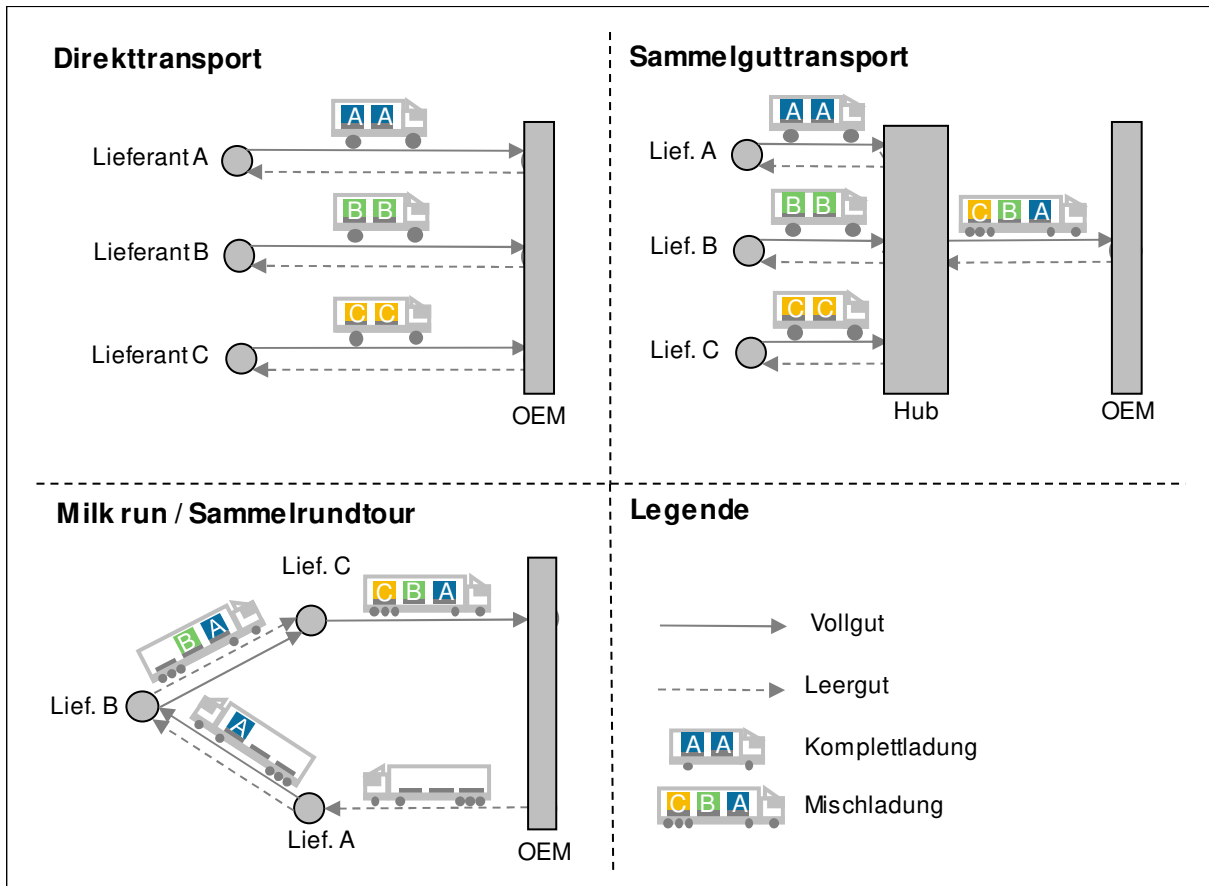 Direkttransport
A A
Lieferant A
B B
Lieferant B
C C
Lieferant C
OEM
Sammelguttransport
A A
Lief. A
B B
C B A
Lief. B
C C
Lief. C
Hub
OEM
Milk run / Sammelrundtour
Lief. C
C B A
B A
Lief. B
A
Lief. A
OEM
Legende
Vollgut
Leergut
A A
Komplettladung
C B A
Mischladung